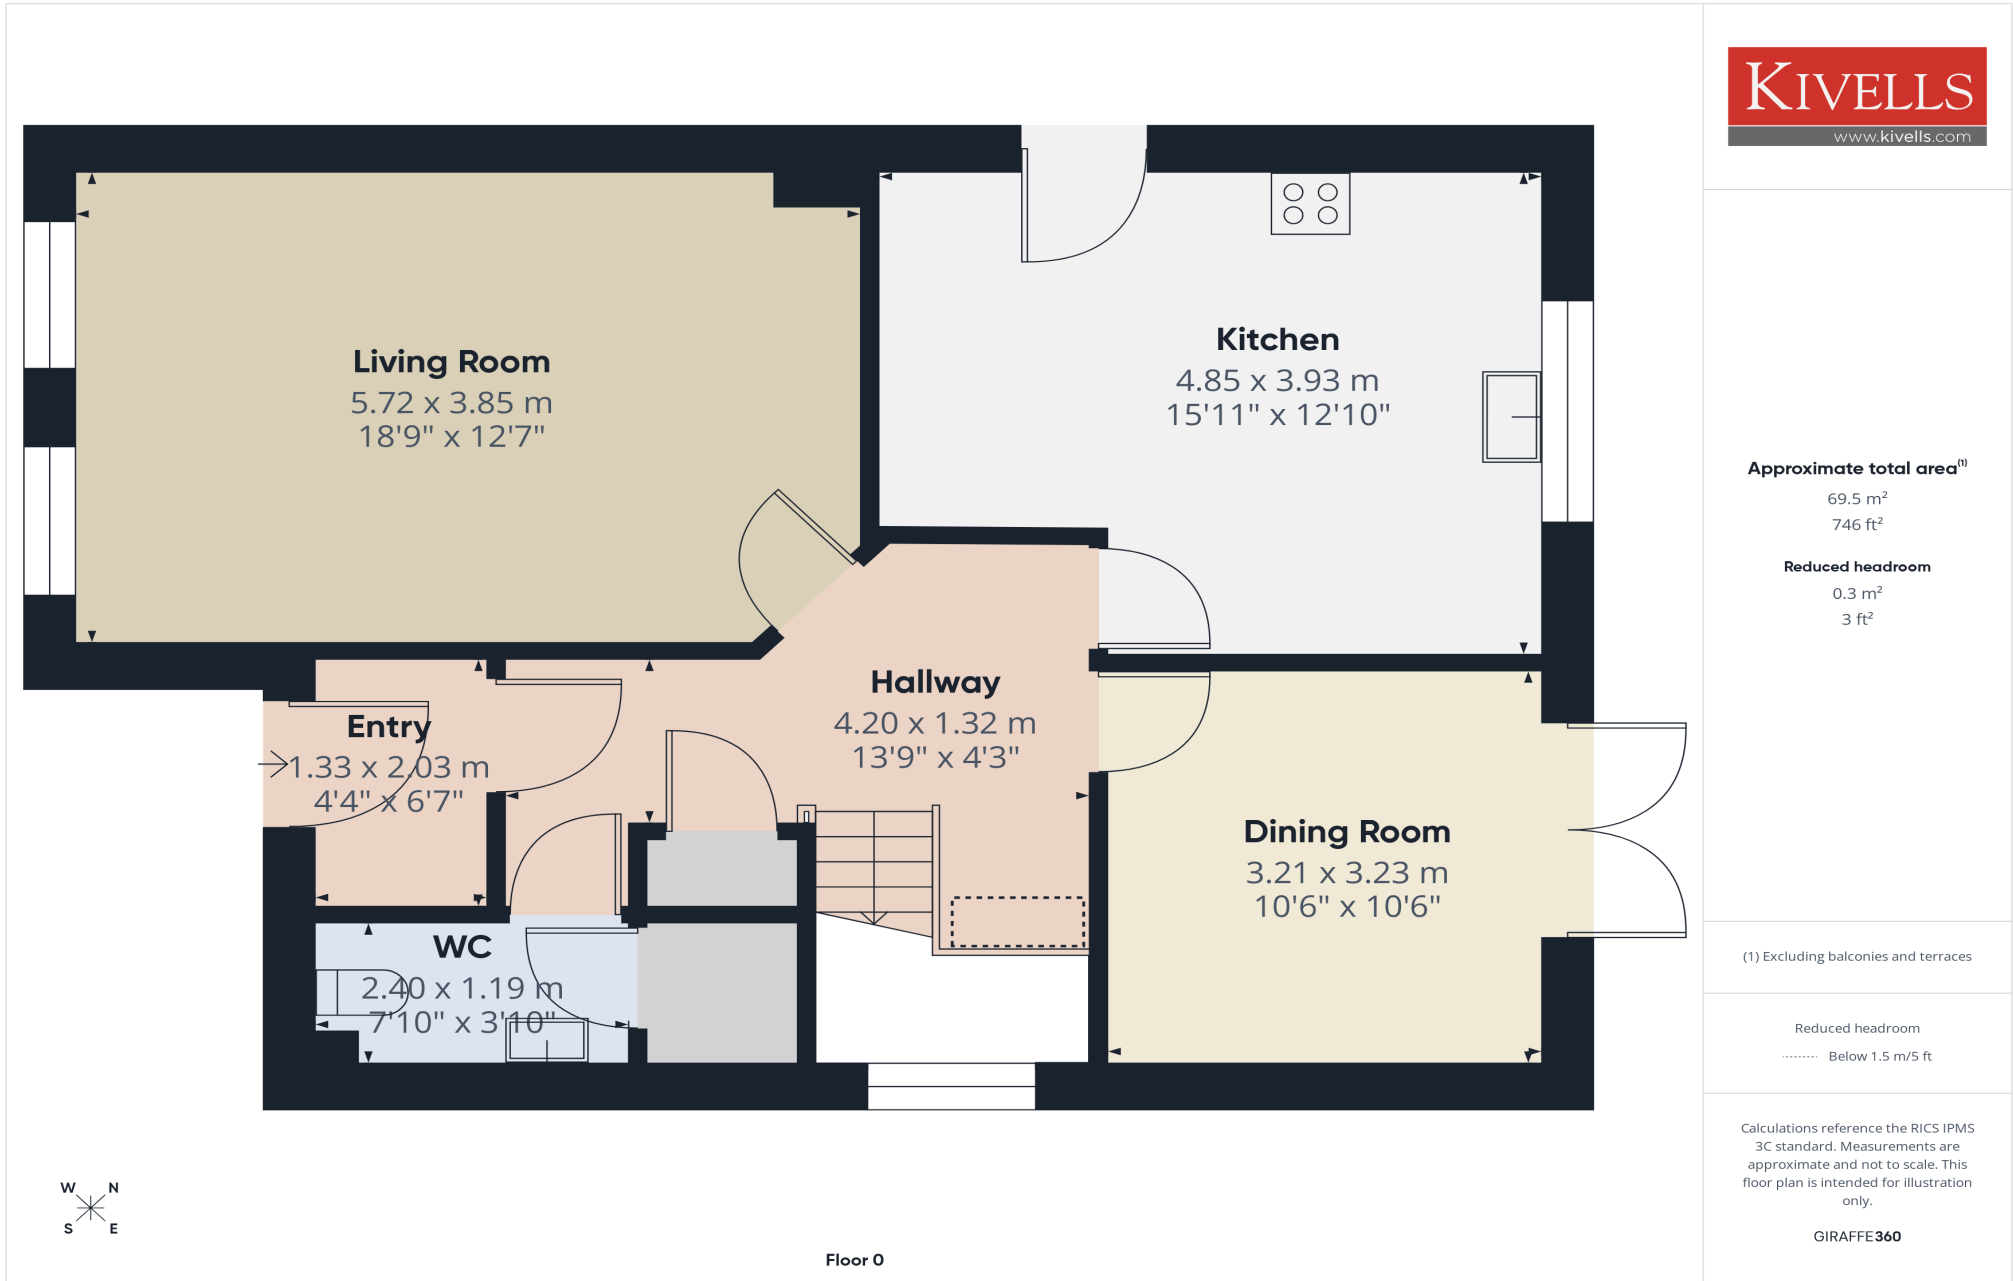 Living Room
5.72 x 3.85 m
18'9" x 12'7"
Kitchen
4.85 x 3.93 m
15'11" x 12'10"
Entry
1.33 x 2.03 m
4'4" x 6'7"
Hallway
4.20 x 1.32 m
13'9" x 4'3"
Dining Room
3.21 x 3.23 m
10'6" x 10'6"
WC
2.40 x 1.19 m
7'10" x 3'10"
W N
S E
Floor 0
KIVELLS
www.kivells.com
Approximate total area(1)
69.5 m²
746 ft²
Reduced headroom
0.3 m²
3 ft²
(1) Excluding balconies and terraces
Reduced headroom
Below 1.5 m/5 ft
Calculations reference the RICS IPMS
3C standard. Measurements are
approximate and not to scale. This
floor plan is intended for illustration
only.
GIRAFFE360